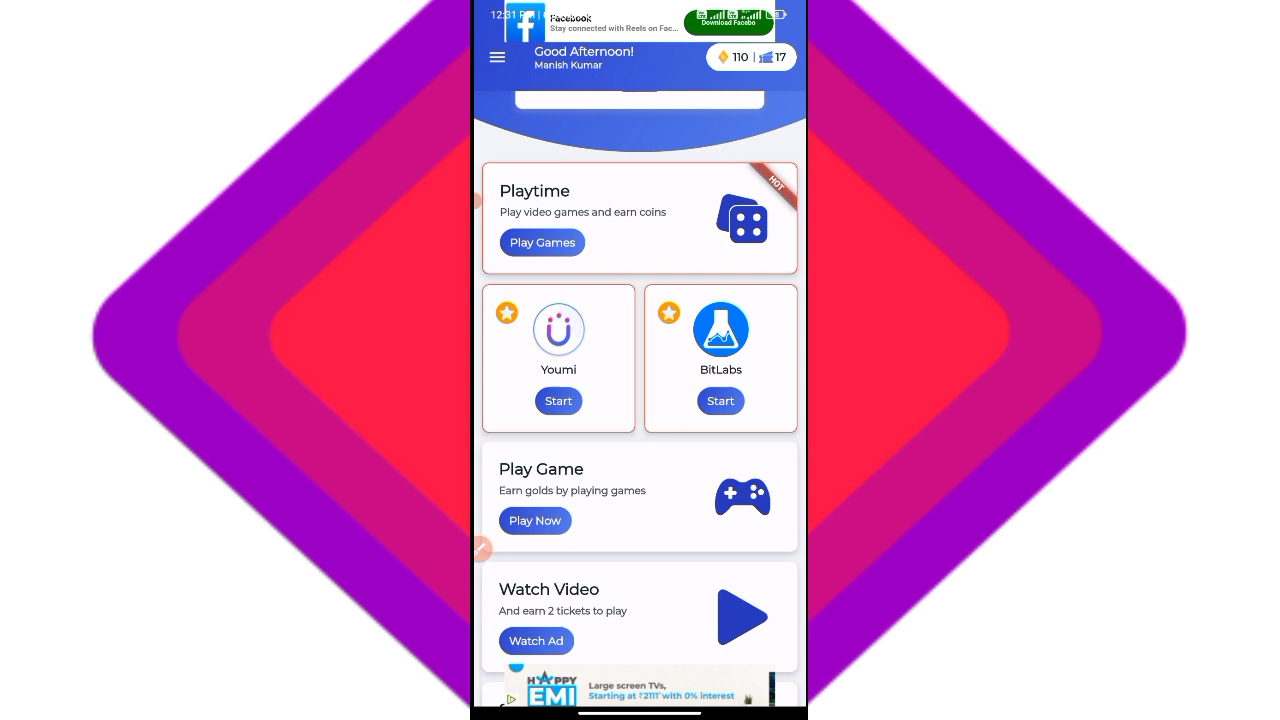 12:31
Facebook
Stay connected with Reels on Fac...
Download Facebo
Good Afternoon!
Manish Kumar
110 | 17
HOT
Playtime
Play video games and earn coins
Play Games
Youmi
Start
BitLabs
Start
Play Game
Earn golds by playing games
Play Now
Watch Video
And earn 2 tickets to play
Watch Ad
HAPPY
EMI
Large screen TVs,
Starting at ₹2111* with 0% interest